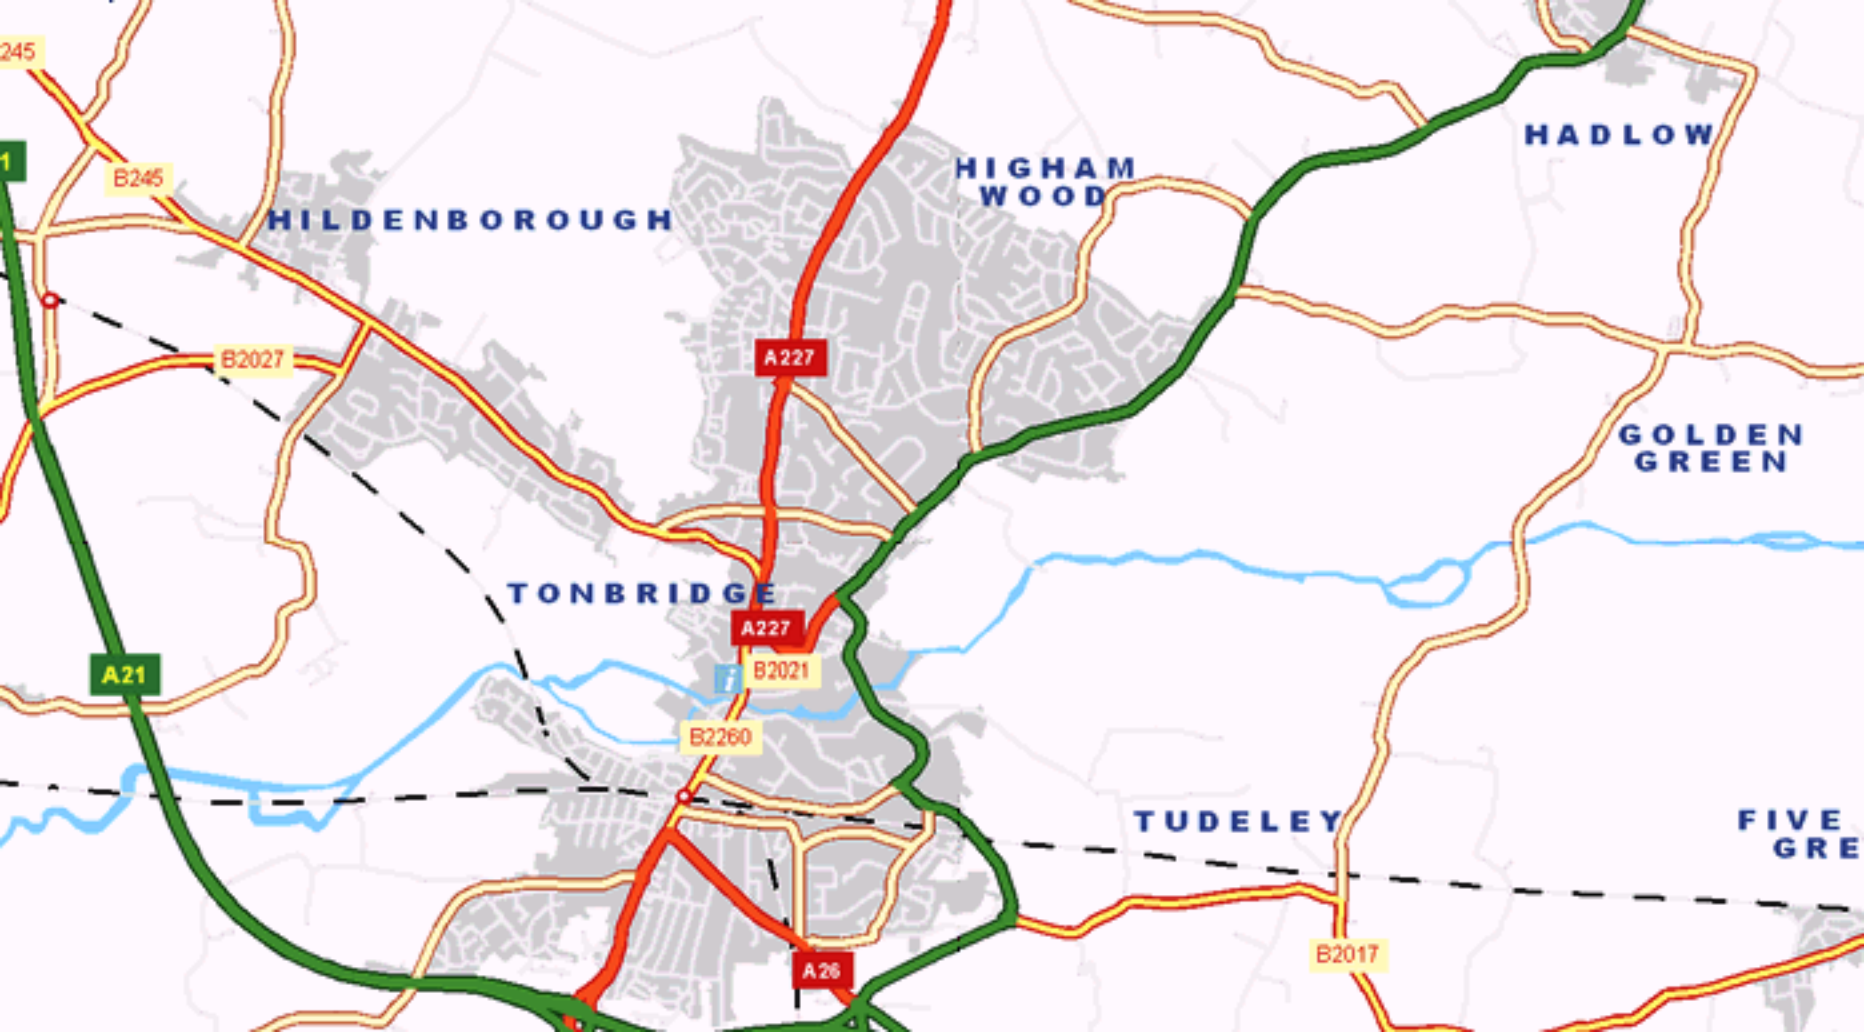 245
HADLOW
1
HIGHAM
WOOD
B245
HILDENBOROUGH
A227
B2027
GOLDEN
GREEN
TONBRIDGE
A227
B2021
i
A21
B2260
TUDELEY
FIVE
GRE
B2017
A26